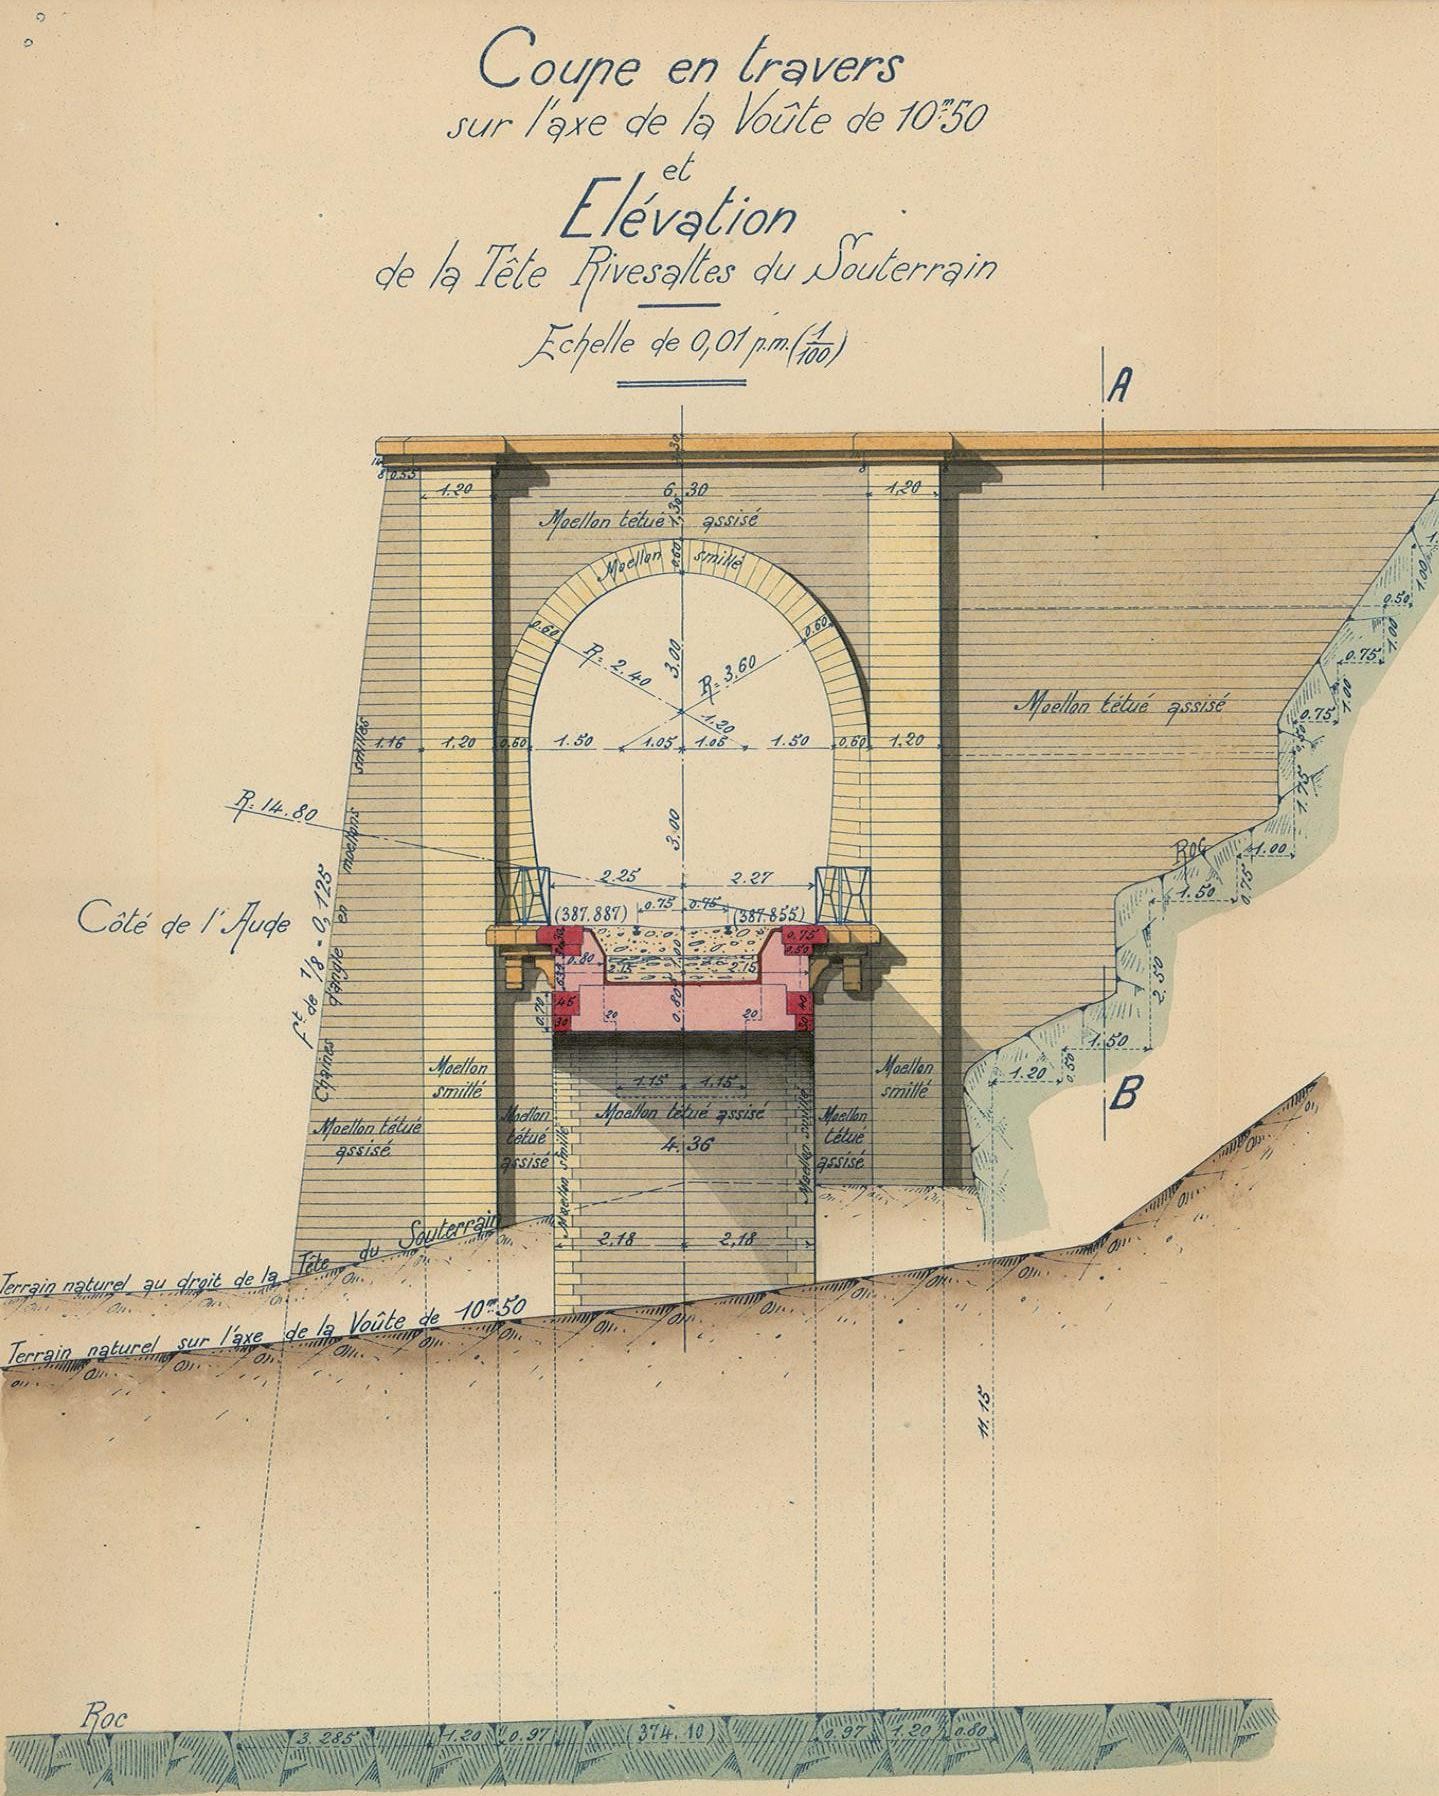 Coupe en travers
sur l'axe de la Voûte de 10ᵐ50
et
Elévation
de la Tête Rivesaltes du Souterrain
Echelle de 0,01 p.m. (1/100)
A
1.20
6.30
1,20
Moellon tétué assisé
Moellon smillé
0.60
0.60
0.60
R= 2.40
3.00
R= 3.60
1.20
1.16
1.20
0.60
1.50
1.05
1.05
1.50
0,60
1.20
Moellon tétué assisé
1.00
0.50
1.00
0.75
1.00
0.75
1.75
Roc
1.00
0.75
1.50
2.50
1.50
0.50
1.20
B
R= 14.80
3.00
Côté de l'Aude
Ft de 1/8 = 0,125
Chaînes d'angle en moellons smillés
2.25
2.27
0.75
0.75
(387.887)
(387.855)
0.75
0.50
0.80
2.15
2.15
0.70
45
30
20
0.80
20
40
30
Moellon smillé
Moellon smillé
1.15
1.15
Moellon tétué assisé
Moellon tétué assisé
Moellon tétué assisé
4.36
Moellon tétué assisé
Moellon smillé
Moellon smillé
2,18
2,18
Terrain naturel au droit de la Tête du Souterrain
Terrain naturel sur l'axe de la Voûte de 10ᵐ50
11.15
Roc
3.285
1.20
0.97
(374.10)
0.97
1.20
0.80